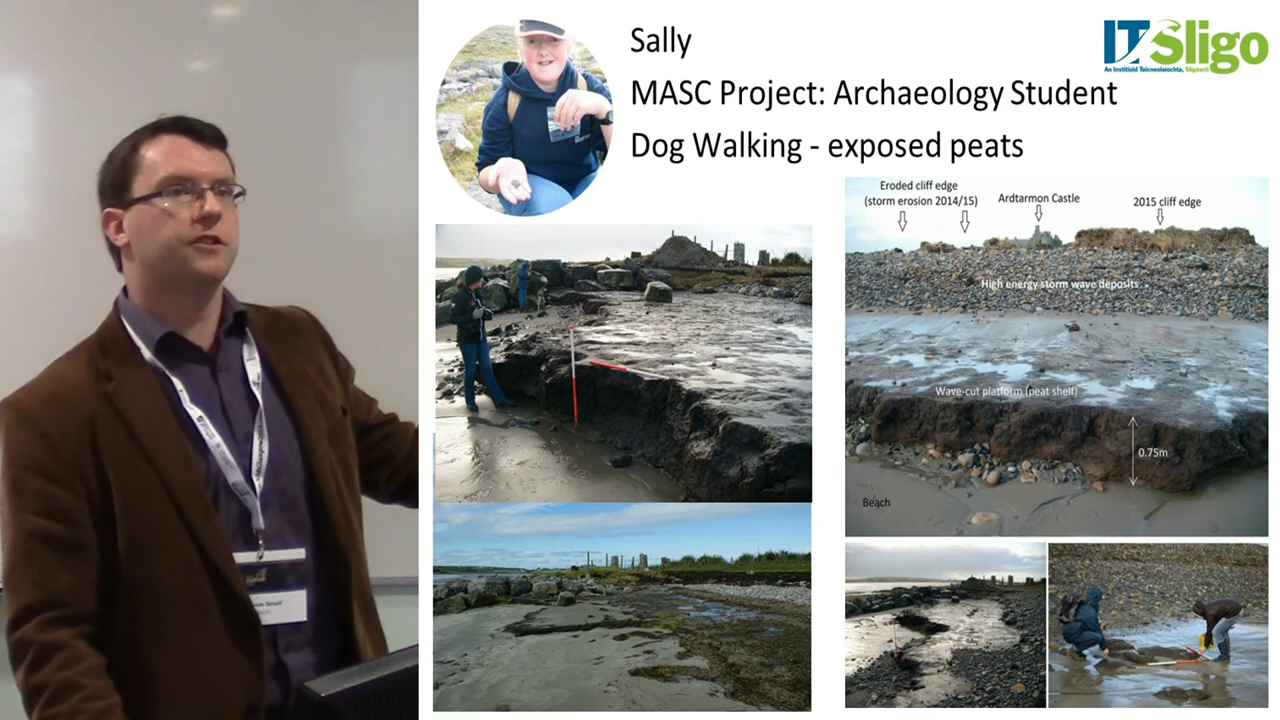 Sally
MASC Project: Archaeology Student
Dog Walking - exposed peats
ITSligo
An Institiúid Teicneolaíochta, Sligeach
Eroded cliff edge
(storm erosion 2014/15)
Ardtarmon Castle
2015 cliff edge
High energy storm wave deposits
Wave-cut platform (peat shelf)
0.75m
Beach